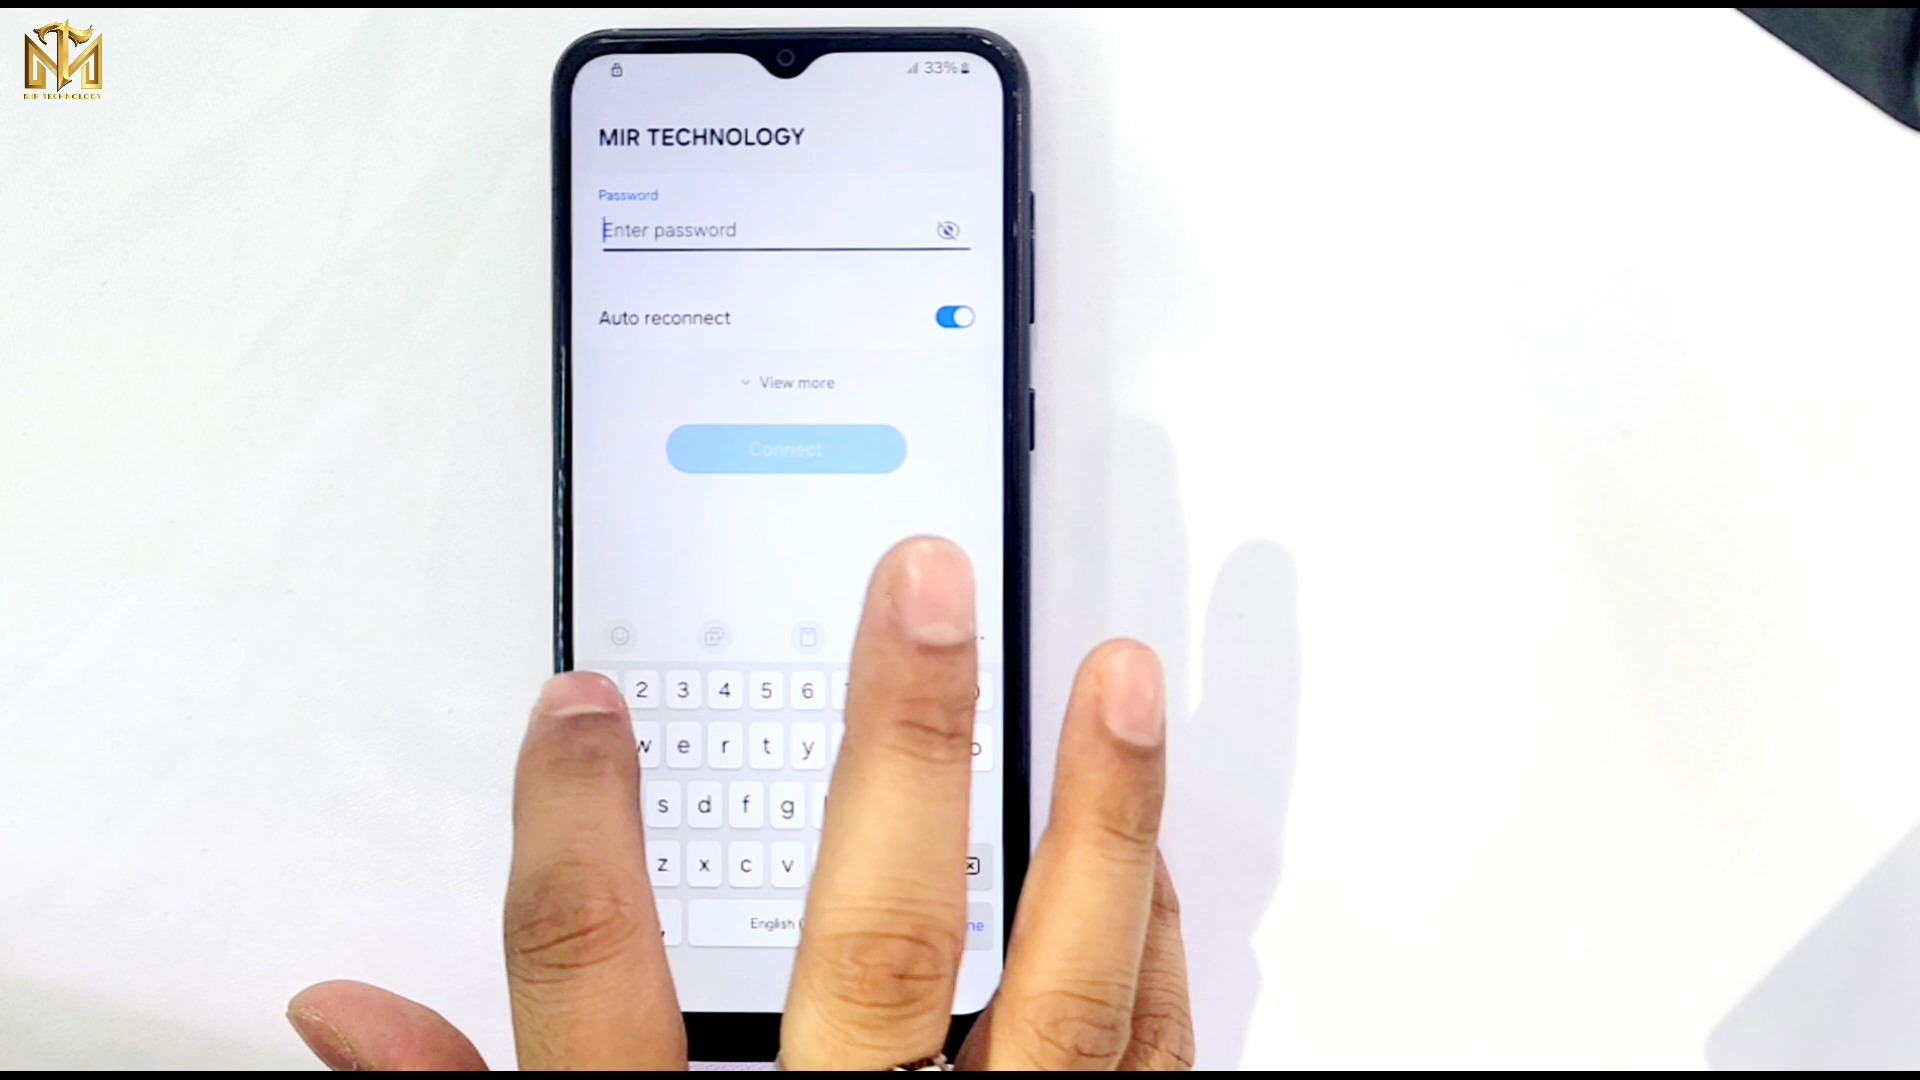 MIR TECHNOLOGY
33%
MIR TECHNOLOGY
Password
Enter password
Auto reconnect
View more
Connect
2 3 4 5 6
w e r t y o
s d f g
z x c v
, English